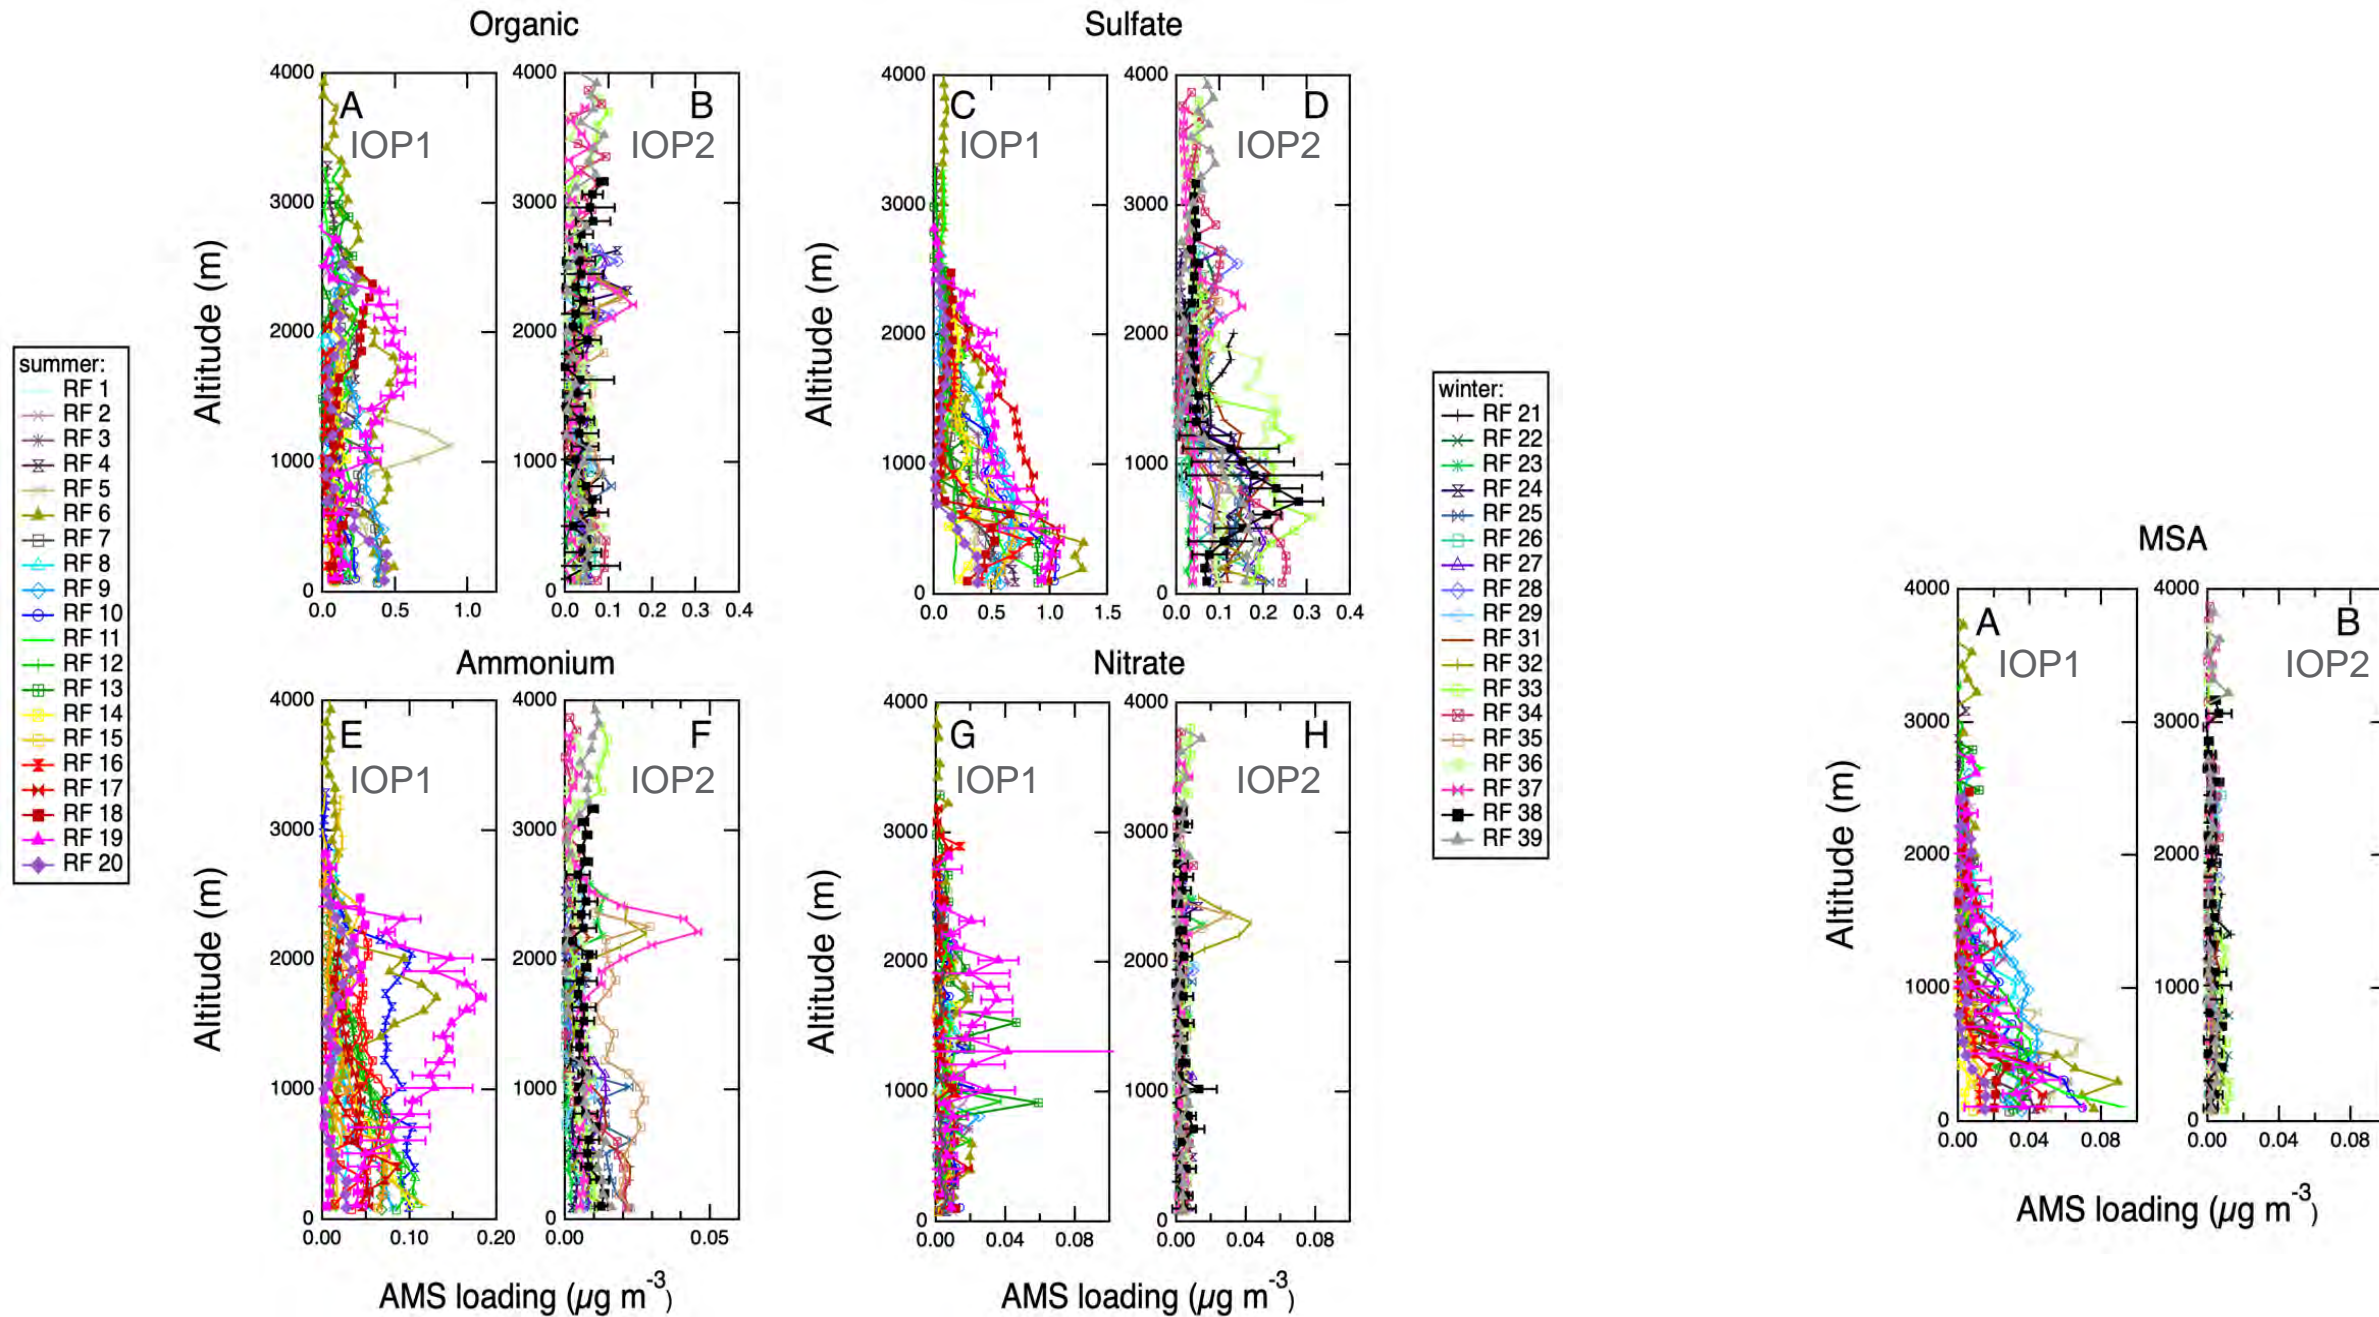 Organic
Sulfate
4000
3000
2000
1000
0
0.0
0.5
1.0
A
IOP1
4000
3000
2000
1000
0
0.0
0.1
0.2
0.3
0.4
B
IOP2
Altitude (m)
4000
3000
2000
1000
0
0.0
0.5
1.0
1.5
C
IOP1
4000
3000
2000
1000
0
0.0
0.1
0.2
0.3
0.4
D
IOP2
Altitude (m)
summer:
RF 1
RF 2
RF 3
RF 4
RF 5
RF 6
RF 7
RF 8
RF 9
RF 10
RF 11
RF 12
RF 13
RF 14
RF 15
RF 16
RF 17
RF 18
RF 19
RF 20
winter:
RF 21
RF 22
RF 23
RF 24
RF 25
RF 26
RF 27
RF 28
RF 29
RF 31
RF 32
RF 33
RF 34
RF 35
RF 36
RF 37
RF 38
RF 39
Ammonium
Nitrate
4000
3000
2000
1000
0
0.00
0.10
0.20
E
IOP1
4000
3000
2000
1000
0
0.00
0.05
F
IOP2
Altitude (m)
AMS loading (µg m-3)
4000
3000
2000
1000
0
0.00
0.04
0.08
G
IOP1
4000
3000
2000
1000
0
0.00
0.04
0.08
H
IOP2
Altitude (m)
AMS loading (µg m-3)
MSA
4000
3000
2000
1000
0
0.00
0.04
0.08
A
IOP1
4000
3000
2000
1000
0
0.00
0.04
0.08
B
IOP2
Altitude (m)
AMS loading (µg m-3)